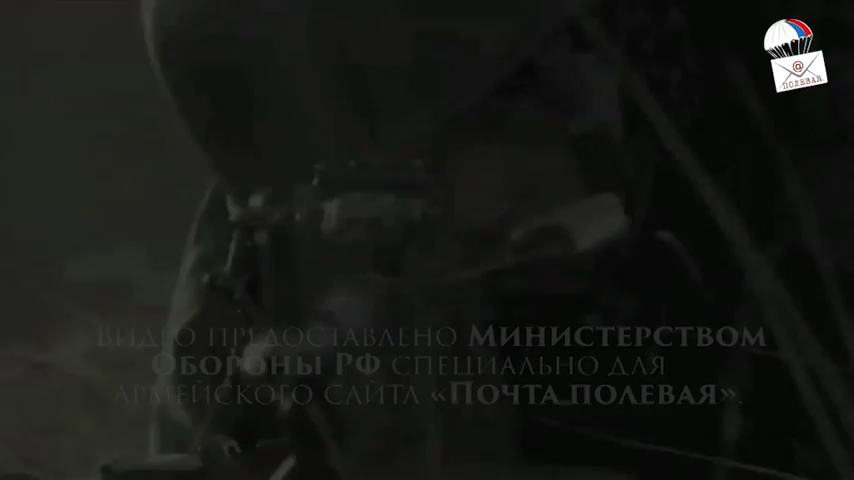 @
ПОЛЕВАЯ
Видео предоставлено Министерством
Обороны РФ специально для
армейского сайта «Почта полевая».